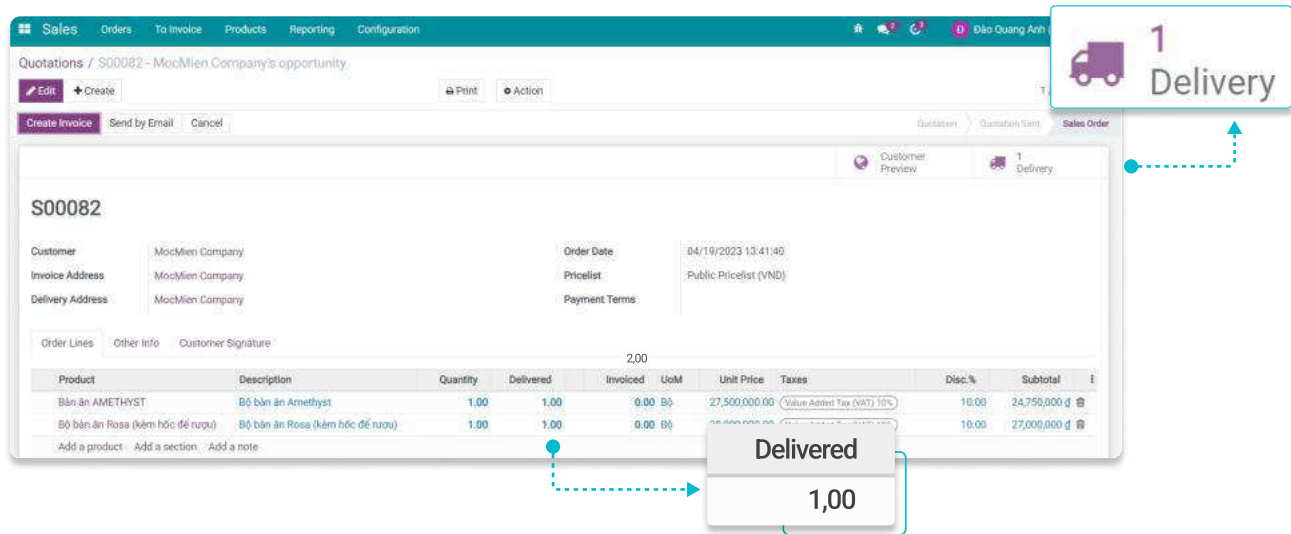 Sales Orders To Invoice Products Reporting Configuration
D Đào Quang Anh (
1
Delivery
Quotations / S00082 - MocMien Company's opportunity
Edit + Create Print Action
Create Invoice Send by Email Cancel Quotation Quotation Sent Sales Order
Customer Preview
1 Delivery
S00082
Customer MocMien Company Order Date 04/19/2023 13:41:40
Invoice Address MocMien Company Pricelist Public Pricelist (VND)
Delivery Address MocMien Company Payment Terms
Order Lines Other Info Customer Signature
2,00
Product Description Quantity Delivered Invoiced UoM Unit Price Taxes Disc.% Subtotal
Bàn ăn AMETHYST Bộ bàn ăn Amethyst 1.00 1.00 0.00 Bộ 27,500,000.00 Value Added Tax (VAT) 10% 10.00 24,750,000 ₫
Bộ bàn ăn Rosa (kèm hốc để rượu) Bộ bàn ăn Rosa (kèm hốc để rượu) 1.00 1.00 0.00 Bộ 10.00 27,000,000 ₫
Add a product Add a section Add a note
Delivered
1,00